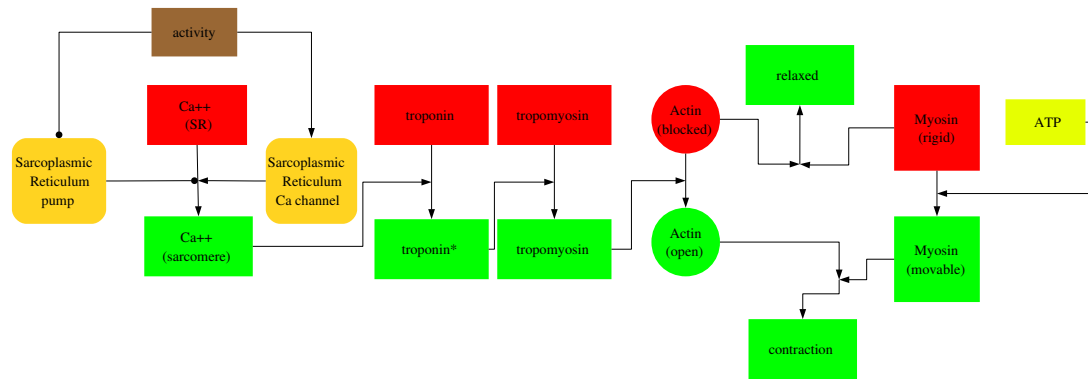 activity
relaxed
Ca++
(SR)
troponin
tropomyosin
Actin
(blocked)
Myosin
(rigid)
ATP
Sarcoplasmic
Reticulum
pump
Sarcoplasmic
Reticulum
Ca channel
Ca++
(sarcomere)
troponin*
tropomyosin
Actin
(open)
Myosin
(movable)
contraction